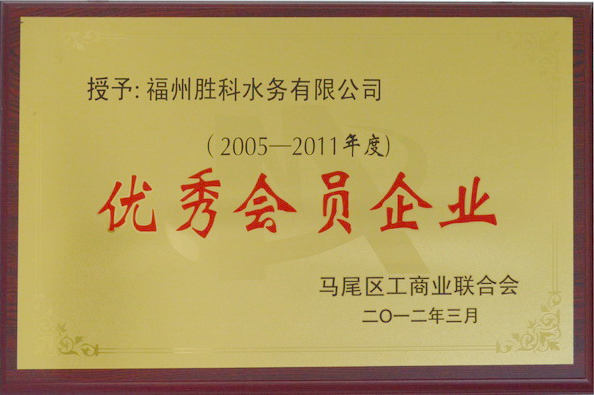 授予: 福州胜科水务有限公司
(2005—2011年度)
优秀会员企业
马尾区工商业联合会
二〇一二年三月